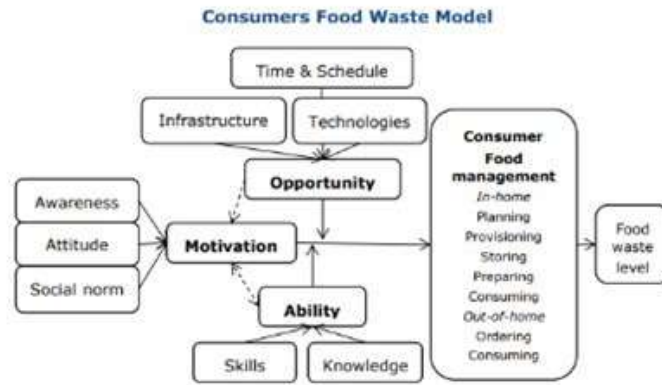 Consumers Food Waste Model
Time & Schedule
Infrastructure
Technologies
Opportunity
Awareness
Attitude
Social norm
Motivation
Ability
Skills
Knowledge
Consumer
Food
management
In-home
Planning
Provisioning
Storing
Preparing
Consuming
Out-of-home
Ordering
Consuming
Food
waste
level